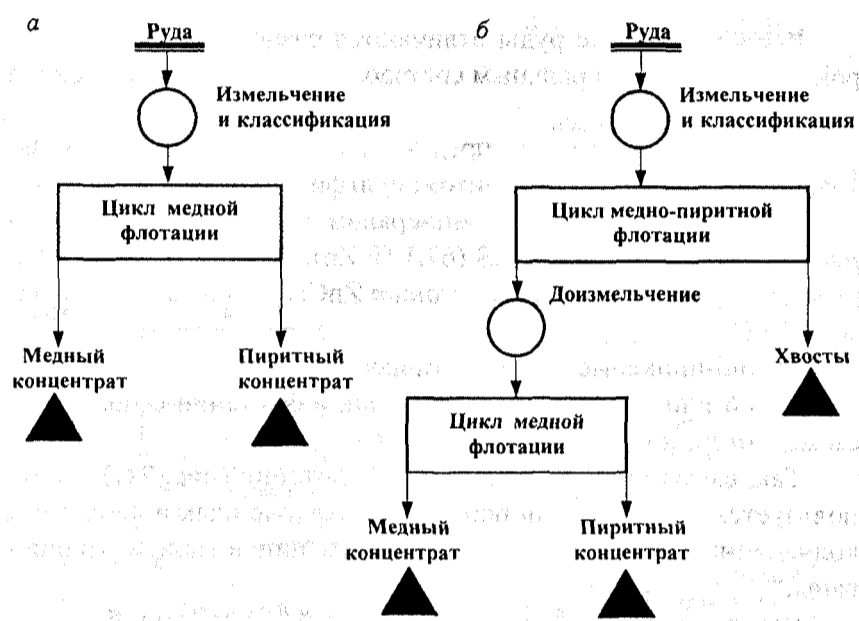 а
Руда
Измельчение
и классификация
Цикл медной
флотации
Медный
концентрат
Пиритный
концентрат
б
Руда
Измельчение
и классификация
Цикл медно-пиритной
флотации
Доизмельчение
Хвосты
Цикл медной
флотации
Медный
концентрат
Пиритный
концентрат